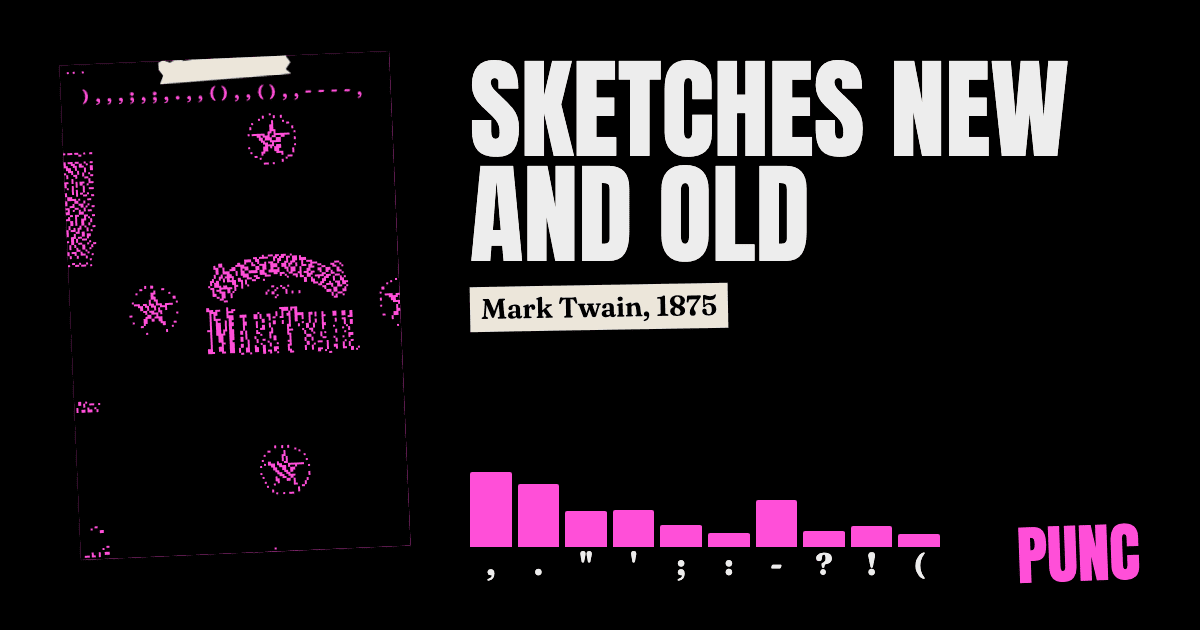 ),,,;,;,.,,(),,(),,----,
MARK TWAIN
SKETCHES NEW
AND OLD
Mark Twain, 1875
, . " ' ; : - ? ! (
PUNC